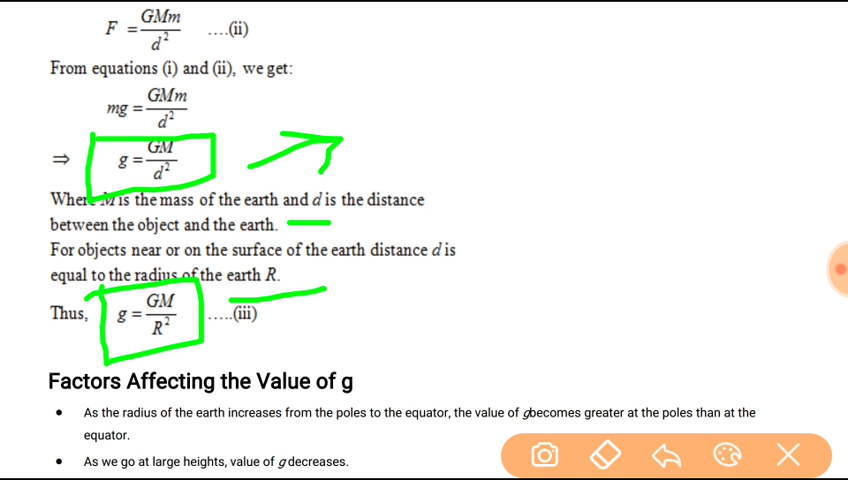 F = GMm/d² ....(ii)
From equations (i) and (ii), we get:
mg = GMm/d²
⇒ g = GM/d²
Where M is the mass of the earth and d is the distance
between the object and the earth.
For objects near or on the surface of the earth distance d is
equal to the radius of the earth R.
Thus, g = GM/R² .....(iii)
Factors Affecting the Value of g
• As the radius of the earth increases from the poles to the equator, the value of g becomes greater at the poles than at the
equator.
• As we go at large heights, value of g decreases.